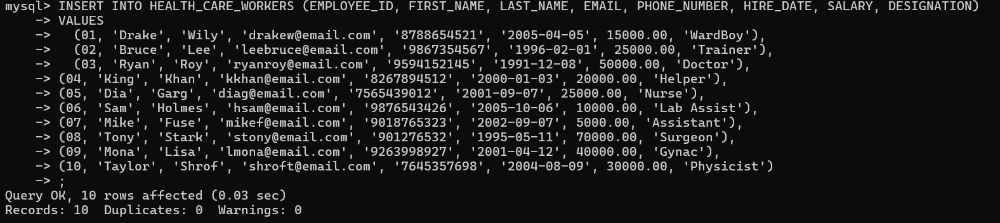 mysql> INSERT INTO HEALTH_CARE_WORKERS (EMPLOYEE_ID, FIRST_NAME, LAST_NAME, EMAIL, PHONE_NUMBER, HIRE_DATE, SALARY, DESIGNATION)
    -> VALUES
    ->   (01, 'Drake', 'Wily', 'drakew@email.com', '8788654521', '2005-04-05', 15000.00, 'WardBoy'),
    ->   (02, 'Bruce', 'Lee', 'leebruce@email.com', '9867354567', '1996-02-01', 25000.00, 'Trainer'),
    ->   (03, 'Ryan', 'Roy', 'ryanroy@email.com', '9594152145', '1991-12-08', 50000.00, 'Doctor'),
    -> (04, 'King', 'Khan', 'kkhan@email.com', '8267894512', '2000-01-03', 20000.00, 'Helper'),
    -> (05, 'Dia', 'Garg', 'diag@email.com', '7565439012', '2001-09-07', 25000.00, 'Nurse'),
    -> (06, 'Sam', 'Holmes', 'hsam@email.com', '9876543426', '2005-10-06', 10000.00, 'Lab Assist'),
    -> (07, 'Mike', 'Fuse', 'mikef@email.com', '9018765323', '2002-09-07', 5000.00, 'Assistant'),
    -> (08, 'Tony', 'Stark', 'stony@email.com', '901276532', '1995-05-11', 70000.00, 'Surgeon'),
    -> (09, 'Mona', 'Lisa', 'lmona@email.com', '9263998927', '2001-04-12', 40000.00, 'Gynac'),
    -> (10, 'Taylor', 'Shrof', 'shroft@email.com', '7645357698', '2004-08-09', 30000.00, 'Physicist')
    -> ;
Query OK, 10 rows affected (0.03 sec)
Records: 10  Duplicates: 0  Warnings: 0